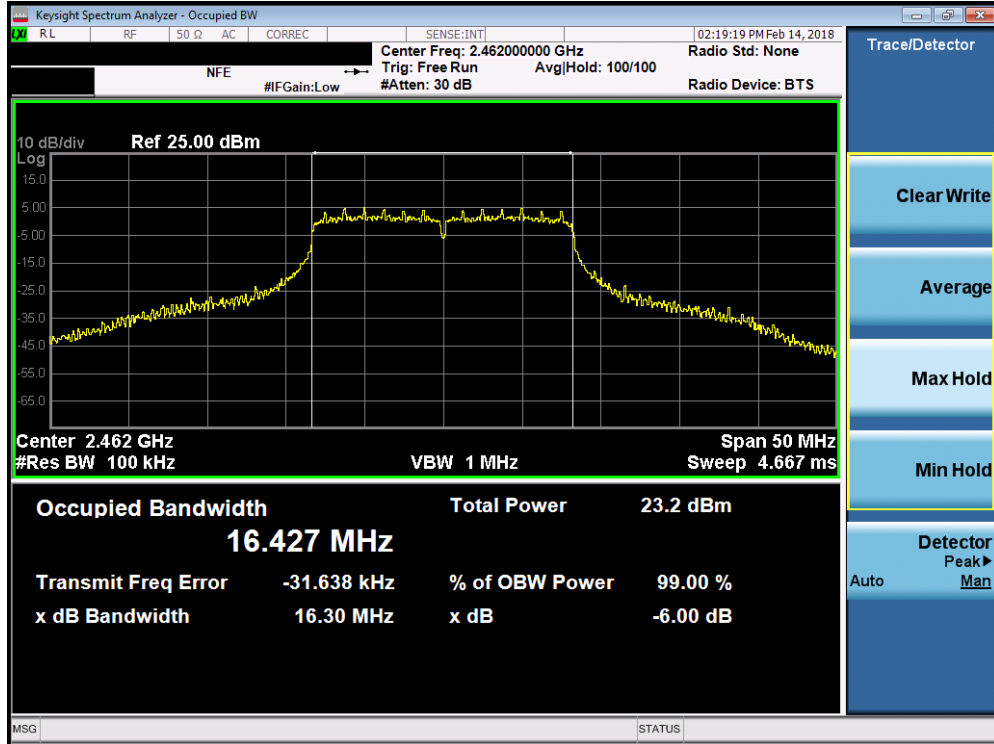 Keysight Spectrum Analyzer - Occupied BW
LXI RL RF 50 Ω AC CORREC SENSE:INT 02:19:19 PM Feb 14, 2018
Center Freq: 2.462000000 GHz Radio Std: None
NFE Trig: Free Run Avg|Hold: 100/100
#IFGain:Low #Atten: 30 dB Radio Device: BTS
10 dB/div Ref 25.00 dBm
Log
15.0
5.00
-5.00
-15.0
-25.0
-35.0
-45.0
-55.0
-65.0
Center 2.462 GHz Span 50 MHz
#Res BW 100 kHz VBW 1 MHz Sweep 4.667 ms
Occupied Bandwidth Total Power 23.2 dBm
16.427 MHz
Transmit Freq Error -31.638 kHz % of OBW Power 99.00 %
x dB Bandwidth 16.30 MHz x dB -6.00 dB
MSG STATUS
Trace/Detector
Clear Write
Average
Max Hold
Min Hold
Detector
Peak▶
Auto Man